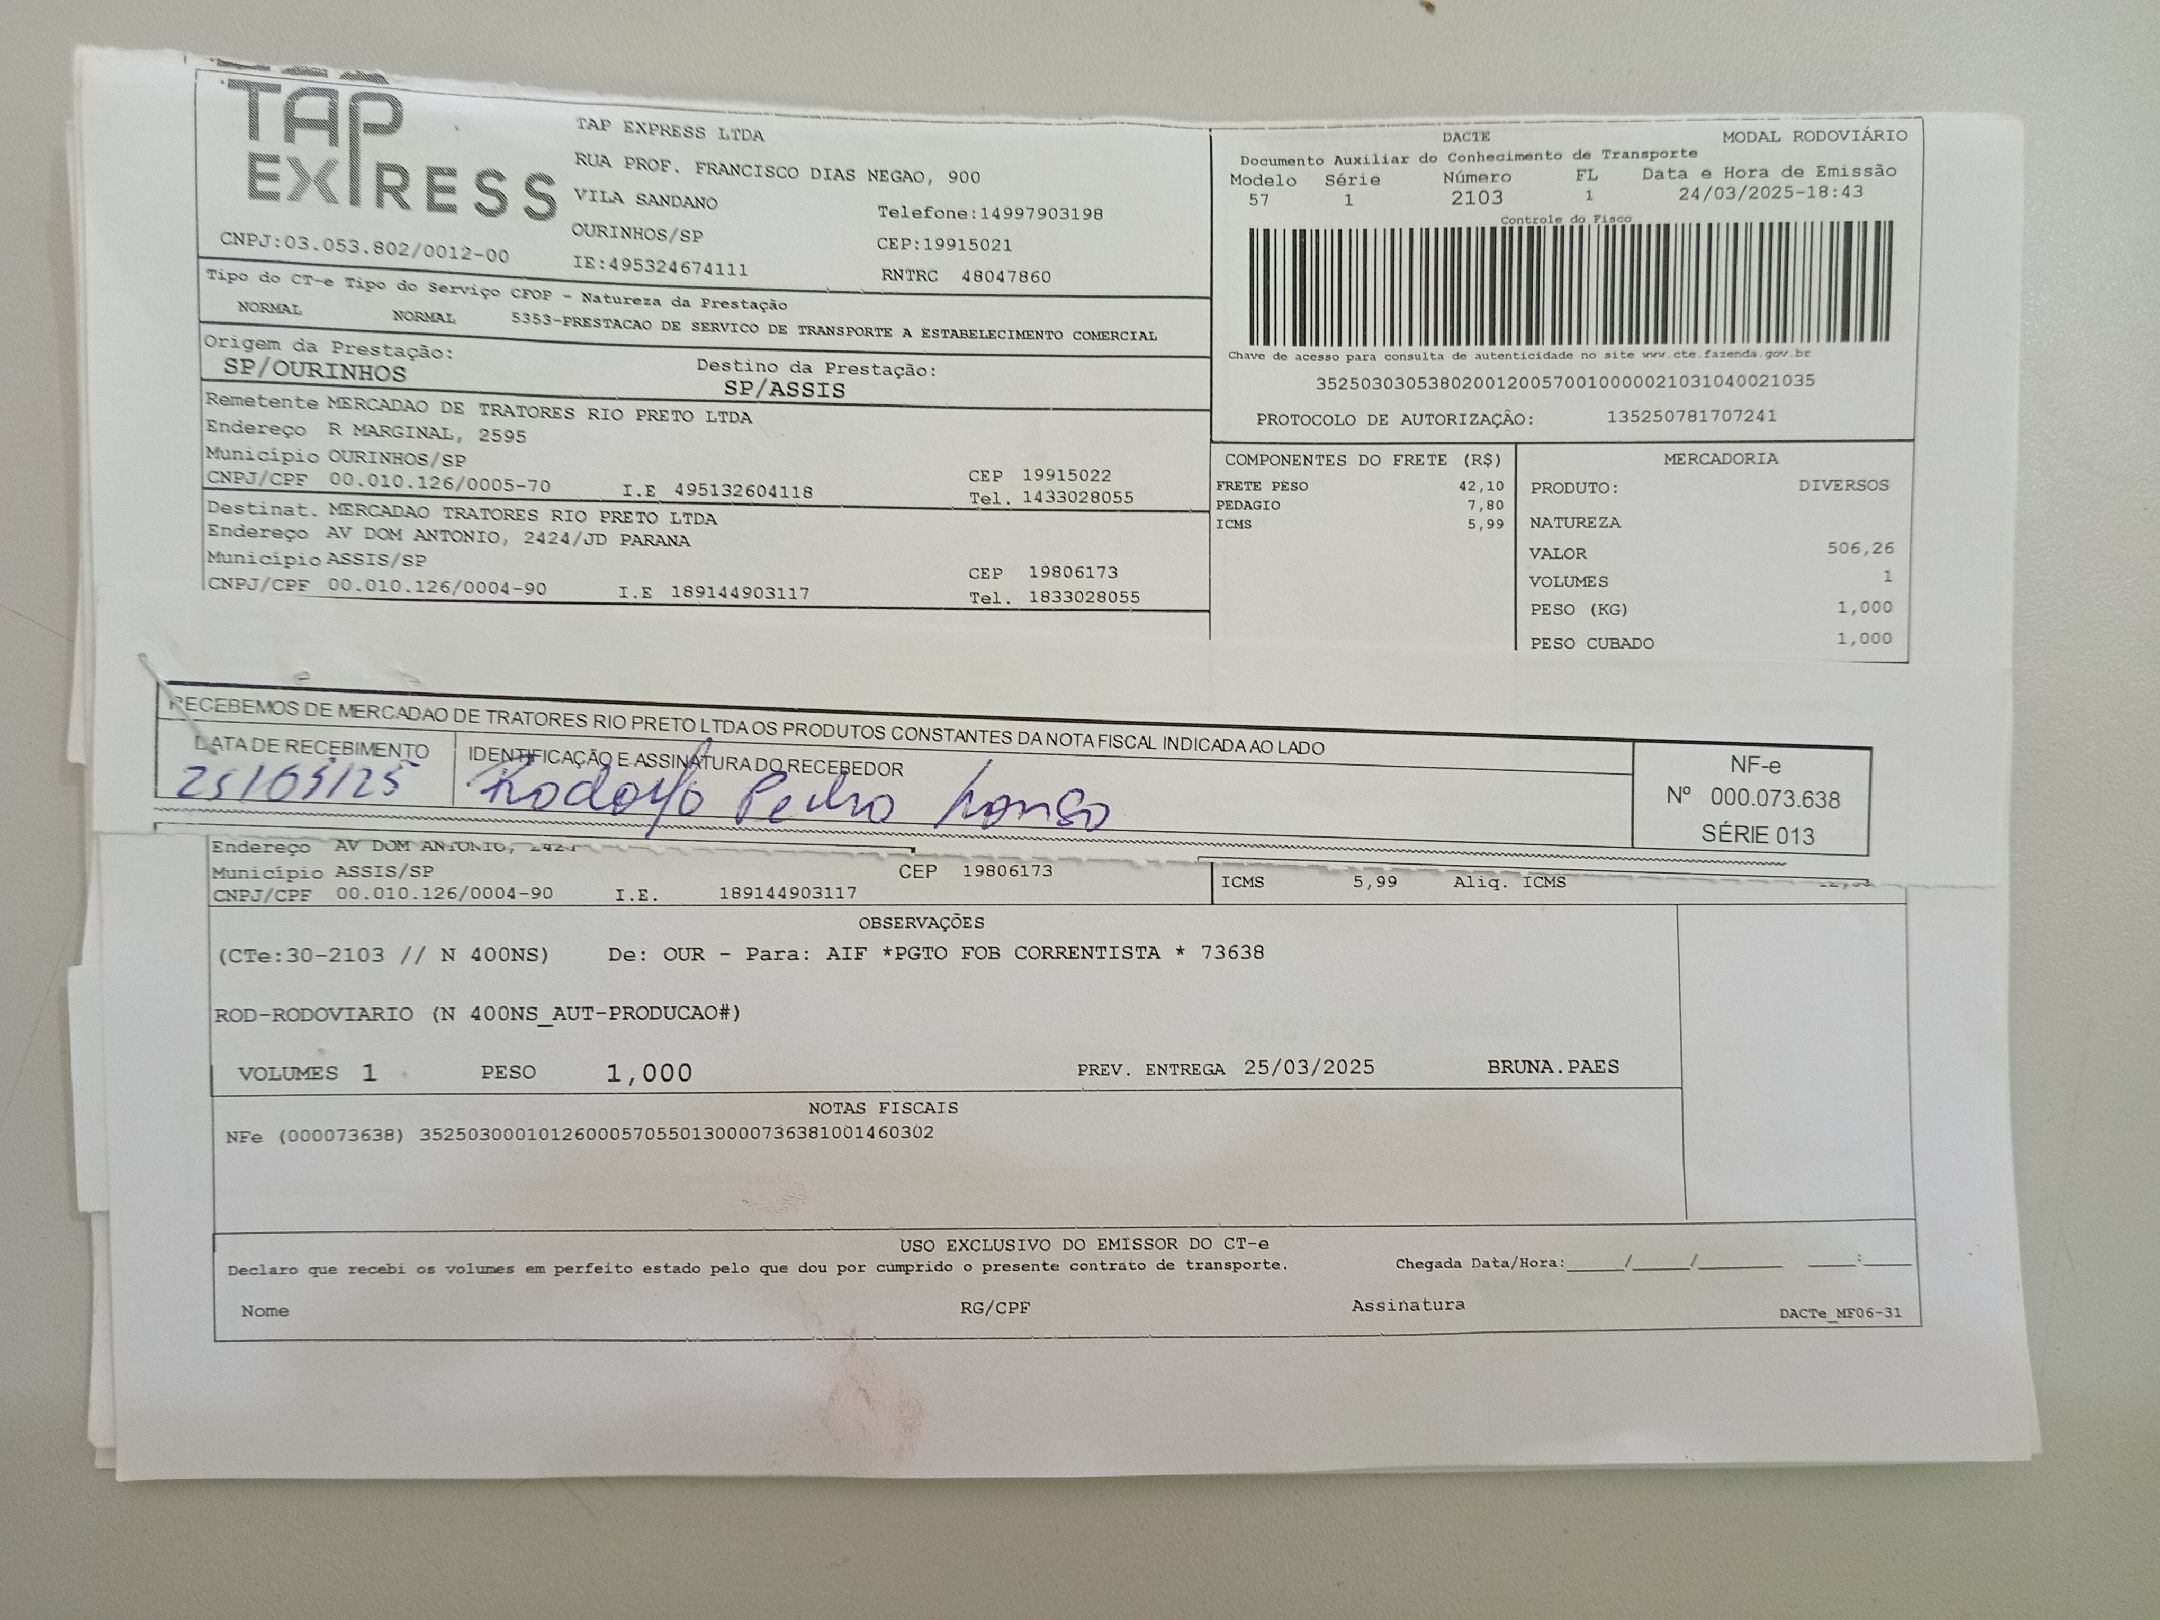 TAP
EXPRESS
TAP EXPRESS LTDA
RUA PROF. FRANCISCO DIAS NEGAO, 900
VILA SANDANO
Telefone:14997903198
OURINHOS/SP
CEP:19915021
CNPJ:03.053.802/0012-00
IE:495324674111
RNTRC 48047860
DACTE
MODAL RODOVIÁRIO
Documento Auxiliar do Conhecimento de Transporte
Modelo Série Número FL Data e Hora de Emissão
57 1 2103 1 24/03/2025-18:43
Controle do Fisco
Chave de acesso para consulta de autenticidade no site www.cte.fazenda.gov.br
35250303053802001200570010000021031040021035
PROTOCOLO DE AUTORIZAÇÃO: 135250781707241
Tipo do CT-e Tipo do Serviço CFOP - Natureza da Prestação
NORMAL NORMAL 5353-PRESTACAO DE SERVICO DE TRANSPORTE A ESTABELECIMENTO COMERCIAL
Origem da Prestação:
SP/OURINHOS
Destino da Prestação:
SP/ASSIS
Remetente MERCADAO DE TRATORES RIO PRETO LTDA
Endereço R MARGINAL, 2595
Município OURINHOS/SP
CEP 19915022
CNPJ/CPF 00.010.126/0005-70 I.E 495132604118 Tel. 1433028055
Destinat. MERCADAO TRATORES RIO PRETO LTDA
Endereço AV DOM ANTONIO, 2424/JD PARANA
Município ASSIS/SP
CEP 19806173
CNPJ/CPF 00.010.126/0004-90 I.E 189144903117 Tel. 1833028055
COMPONENTES DO FRETE (R$)
FRETE PESO 42,10
PEDAGIO 7,80
ICMS 5,99
MERCADORIA
PRODUTO: DIVERSOS
NATUREZA
VALOR 506,26
VOLUMES 1
PESO (KG) 1,000
PESO CUBADO 1,000
RECEBEMOS DE MERCADAO DE TRATORES RIO PRETO LTDA OS PRODUTOS CONSTANTES DA NOTA FISCAL INDICADA AO LADO
DATA DE RECEBIMENTO
25/03/25
IDENTIFICAÇÃO E ASSINATURA DO RECEBEDOR
Rodolfo Pedro
NF-e
Nº 000.073.638
SÉRIE 013
Endereço AV DOM ANTONIO, 2424
Município ASSIS/SP CEP 19806173
CNPJ/CPF 00.010.126/0004-90 I.E. 189144903117
ICMS 5,99 Aliq. ICMS
OBSERVAÇÕES
(CTe:30-2103 // N 400NS) De: OUR - Para: AIF *PGTO FOB CORRENTISTA * 73638
ROD-RODOVIARIO (N 400NS_AUT-PRODUCAO#)
VOLUMES 1 PESO 1,000 PREV. ENTREGA 25/03/2025 BRUNA.PAES
NOTAS FISCAIS
NFe (000073638) 35250300010126000570550130000736381001460302
USO EXCLUSIVO DO EMISSOR DO CT-e
Declaro que recebi os volumes em perfeito estado pelo que dou por cumprido o presente contrato de transporte.
Chegada Data/Hora:____/____/______ ___:___
Nome RG/CPF Assinatura DACTe_MF06-31